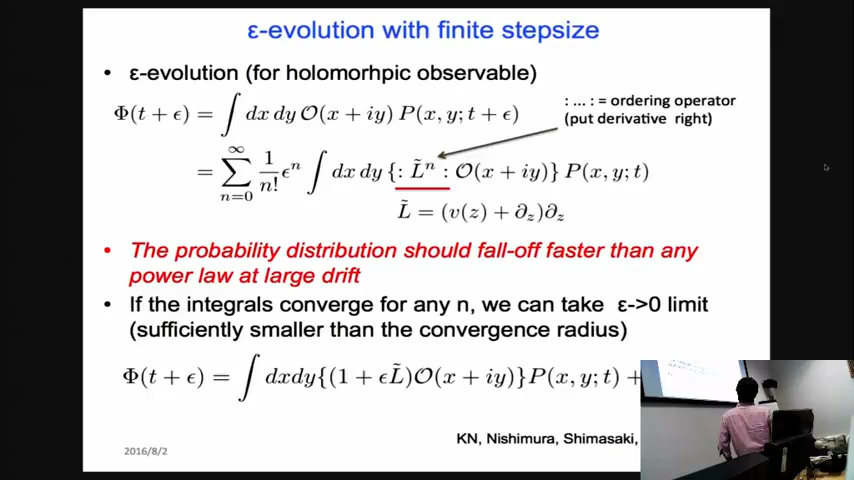 ε-evolution with finite stepsize
• ε-evolution (for holomorhpic observable)
: ... : = ordering operator
(put derivative right)
Φ(t + ϵ) = ∫ dx dy O(x + iy) P(x, y; t + ϵ)
= ∑_{n=0}^{∞} 1/n! ϵⁿ ∫ dx dy {: L̃ⁿ : O(x + iy)} P(x, y; t)
L̃ = (v(z) + ∂_z)∂_z
• The probability distribution should fall-off faster than any
power law at large drift
• If the integrals converge for any n, we can take ε->0 limit
(sufficiently smaller than the convergence radius)
Φ(t + ϵ) = ∫ dxdy{(1 + ϵL̃)O(x + iy)}P(x, y; t) +
KN, Nishimura, Shimasaki,
2016/8/2